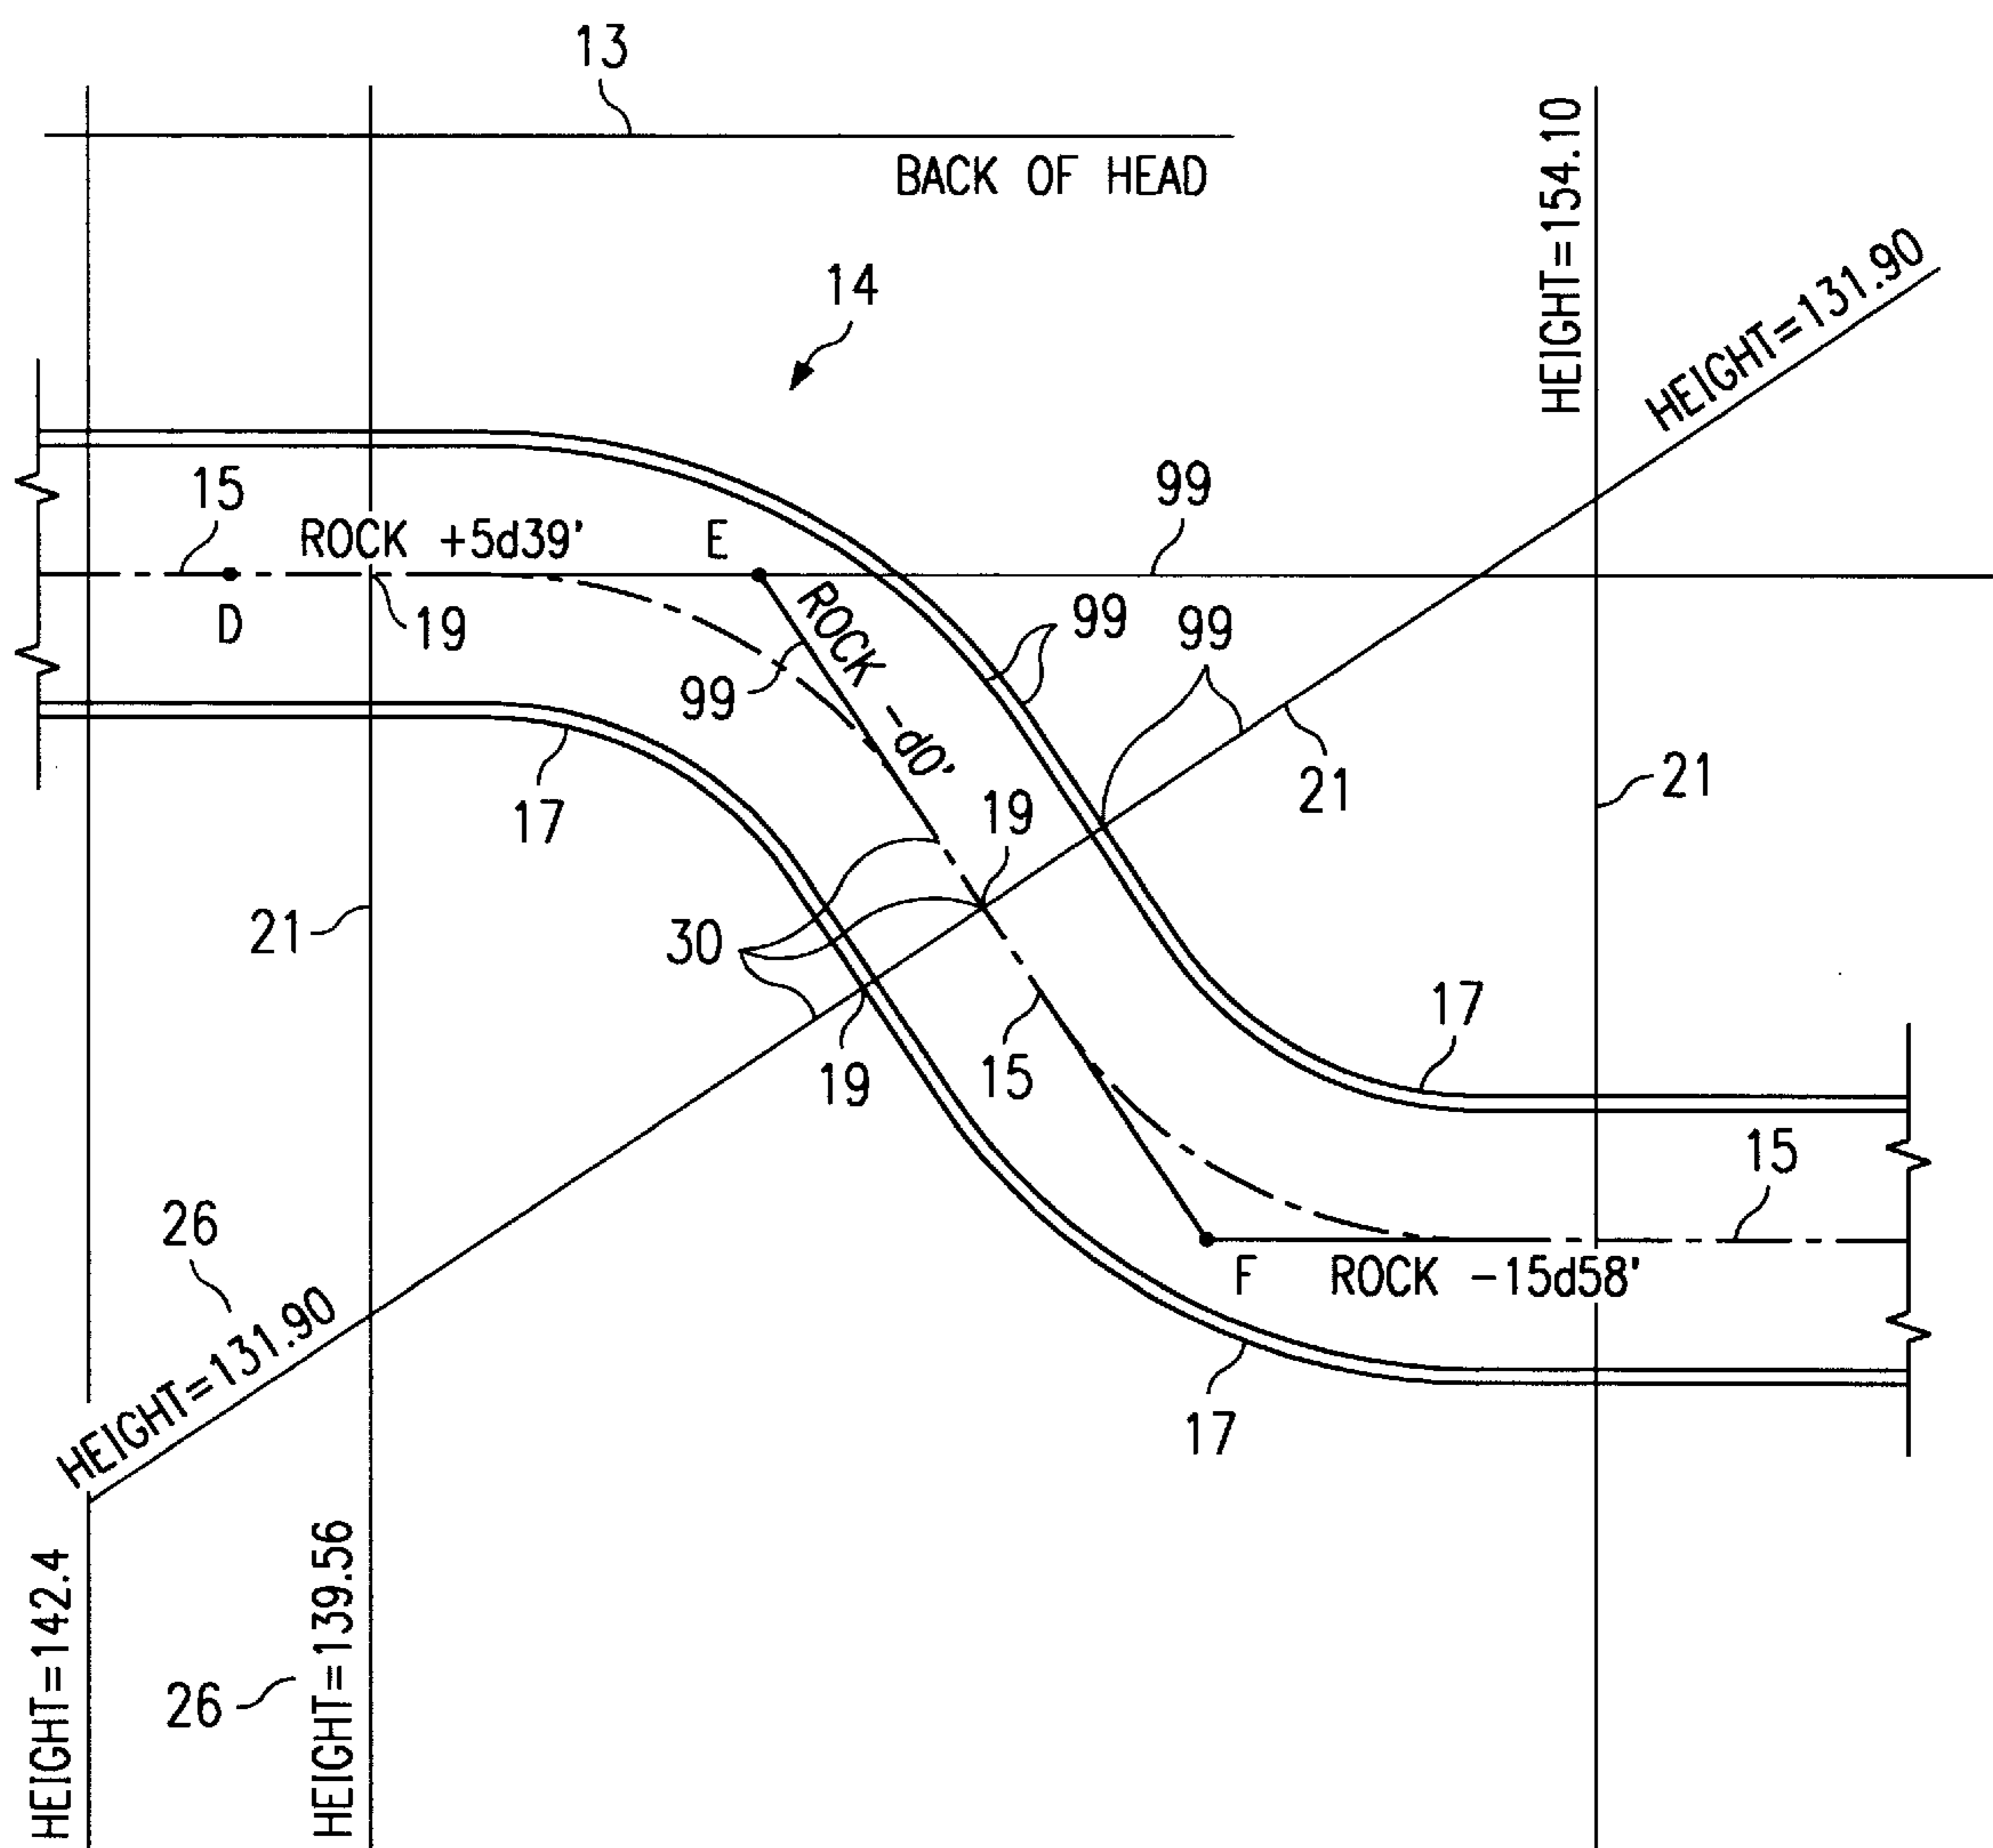 13
BACK OF HEAD
HEIGHT=154.10
14
HEIGHT=131.90
15
ROCK +5d39'
E
99
D
19
99
99
ROCK -d0'
99
17
19
21
21
21
30
17
19
15
15
26
F
ROCK -15d58'
HEIGHT=131.90
17
HEIGHT=142.4
HEIGHT=139.56
26